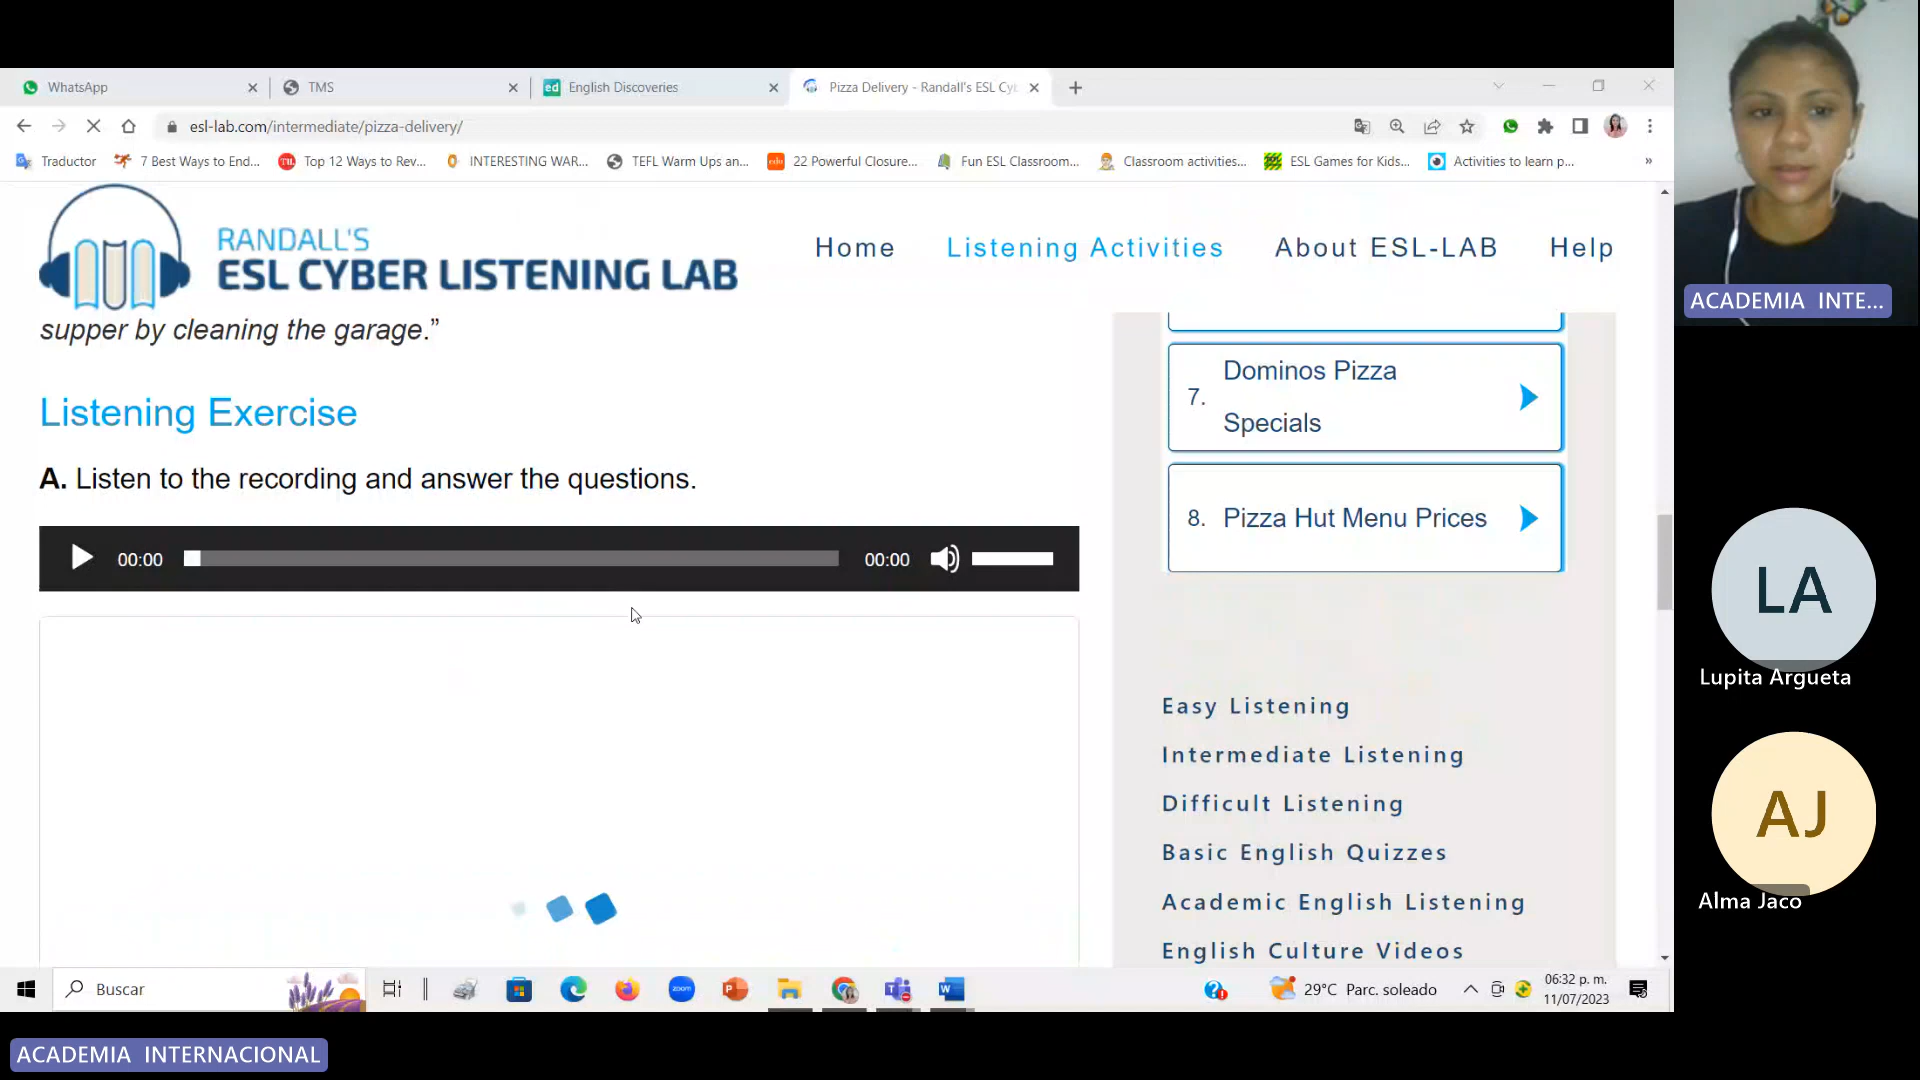 WhatsApp
TMS
English Discoveries
Pizza Delivery - Randall's ESL Cyb
esl-lab.com/intermediate/pizza-delivery/
Traductor
7 Best Ways to End...
Top 12 Ways to Rev...
INTERESTING WAR...
TEFL Warm Ups an...
22 Powerful Closure...
Fun ESL Classroom...
Classroom activities...
ESL Games for Kids...
Activities to learn p...
»
RANDALL'S
ESL CYBER LISTENING LAB
Home
Listening Activities
About ESL-LAB
Help
supper by cleaning the garage.”
Listening Exercise
A. Listen to the recording and answer the questions.
00:00
00:00
7. Dominos Pizza
Specials
8. Pizza Hut Menu Prices
Easy Listening
Intermediate Listening
Difficult Listening
Basic English Quizzes
Academic English Listening
English Culture Videos
ACADEMIA INTE...
LA
Lupita Argueta
AJ
Alma Jaco
Buscar
29°C Parc. soleado
06:32 p. m.
11/07/2023
ACADEMIA INTERNACIONAL